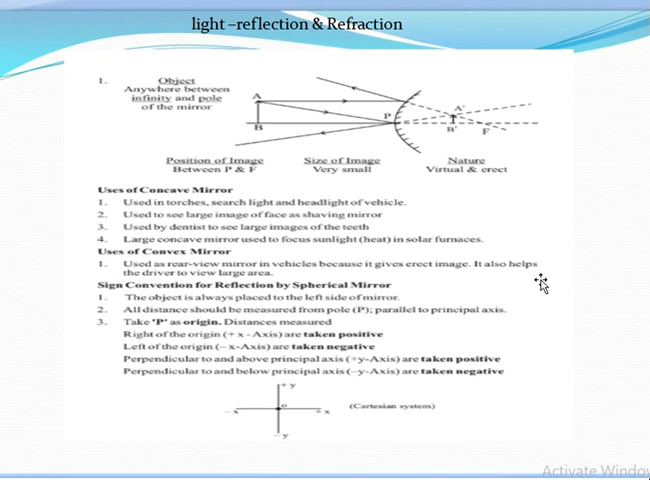 light –reflection & Refraction
1. Object
Anywhere between
infinity and pole
of the mirror
A
B
P
A'
B'
F
Position of Image Size of Image Nature
Between P & F Very small Virtual & erect
Uses of Concave Mirror
1. Used in torches, search light and headlight of vehicle.
2. Used to see large image of face as shaving mirror
3. Used by dentist to see large images of the teeth
4. Large concave mirror used to focus sunlight (heat) in solar furnaces.
Uses of Convex Mirror
1. Used as rear-view mirror in vehicles because it gives erect image. It also helps
the driver to view large area.
Sign Convention for Reflection by Spherical Mirror
1. The object is always placed to the left side of mirror.
2. All distance should be measured from pole (P); parallel to principal axis.
3. Take 'P' as origin. Distances measured
Right of the origin (+ x - Axis) are taken positive
Left of the origin (– x-Axis) are taken negative
Perpendicular to and above principal axis (+y-Axis) are taken positive
Perpendicular to and below principal axis (–y-Axis) are taken negative
+ y
o
– x + x
(Cartesian system)
– y
Activate Window